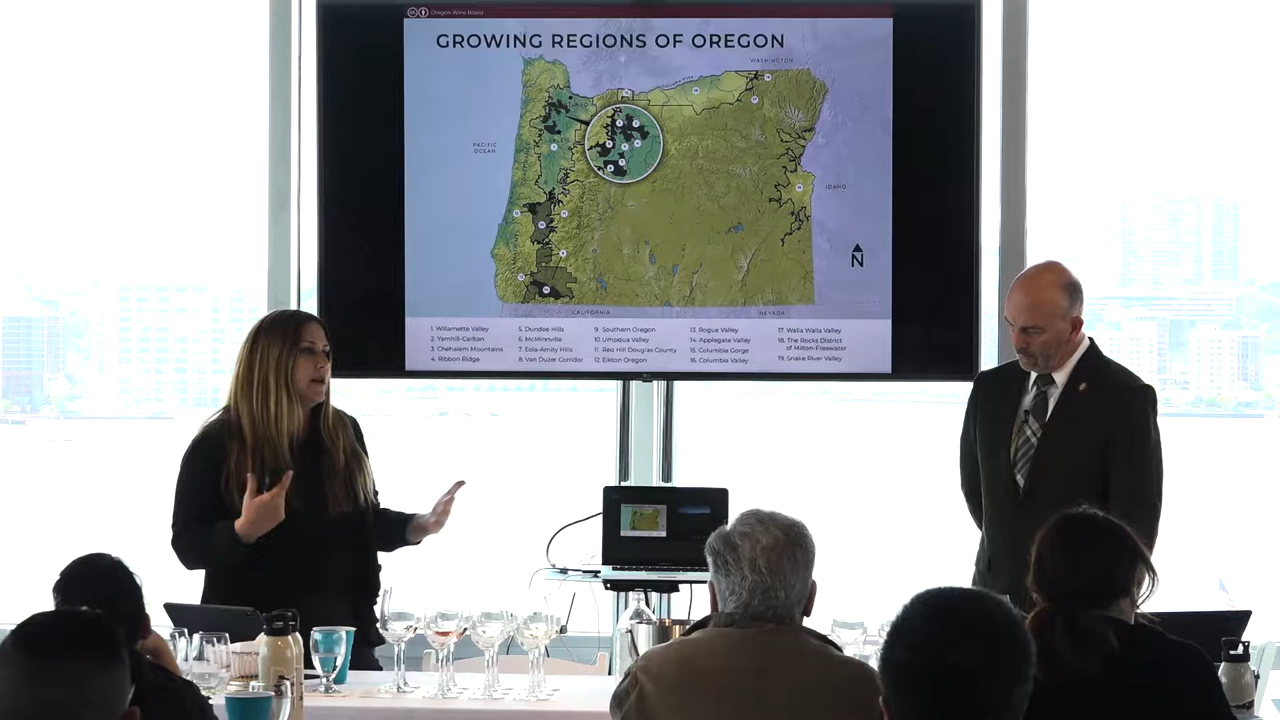 Oregon Wine Board
GROWING REGIONS OF OREGON
WASHINGTON
PACIFIC
OCEAN
IDAHO
N
CALIFORNIA
NEVADA
1. Willamette Valley
2. Yamhill-Carlton
3. Chehalem Mountains
4. Ribbon Ridge
5. Dundee Hills
6. McMinnville
7. Eola-Amity Hills
8. Van Duzer Corridor
9. Southern Oregon
10. Umpqua Valley
11. Red Hill Douglas County
12. Elkton Oregon
13. Rogue Valley
14. Applegate Valley
15. Columbia Gorge
16. Columbia Valley
17. Walla Walla Valley
18. The Rocks District
of Milton-Freewater
19. Snake River Valley